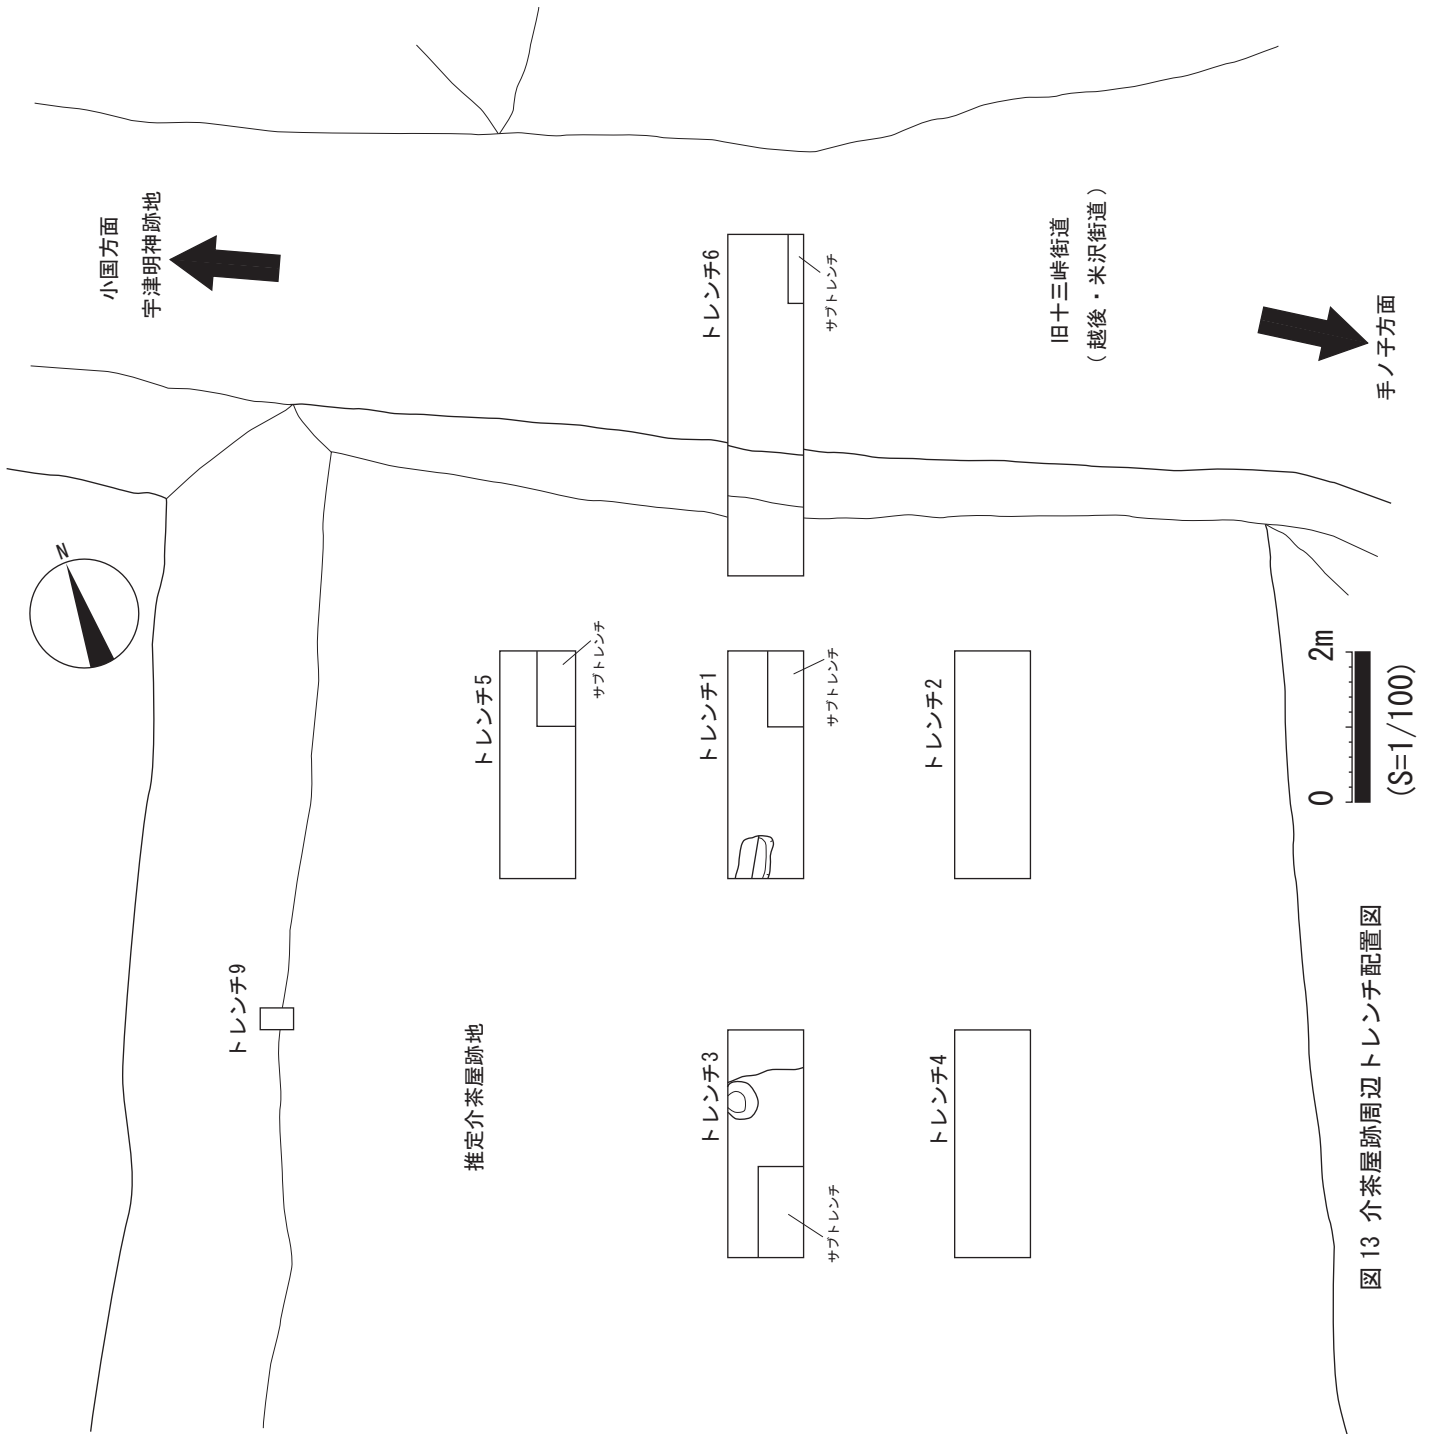 小国方面
宇津明神跡地
トレンチ6
サブトレンチ
旧十三峠街道
(越後・米沢街道)
手ノ子方面
N
トレンチ5
サブトレンチ
トレンチ1
サブトレンチ
トレンチ2
0 2m
(S=1/100)
トレンチ9
推定介茶屋跡地
トレンチ3
サブトレンチ
トレンチ4
図 13 介茶屋跡周辺トレンチ配置図